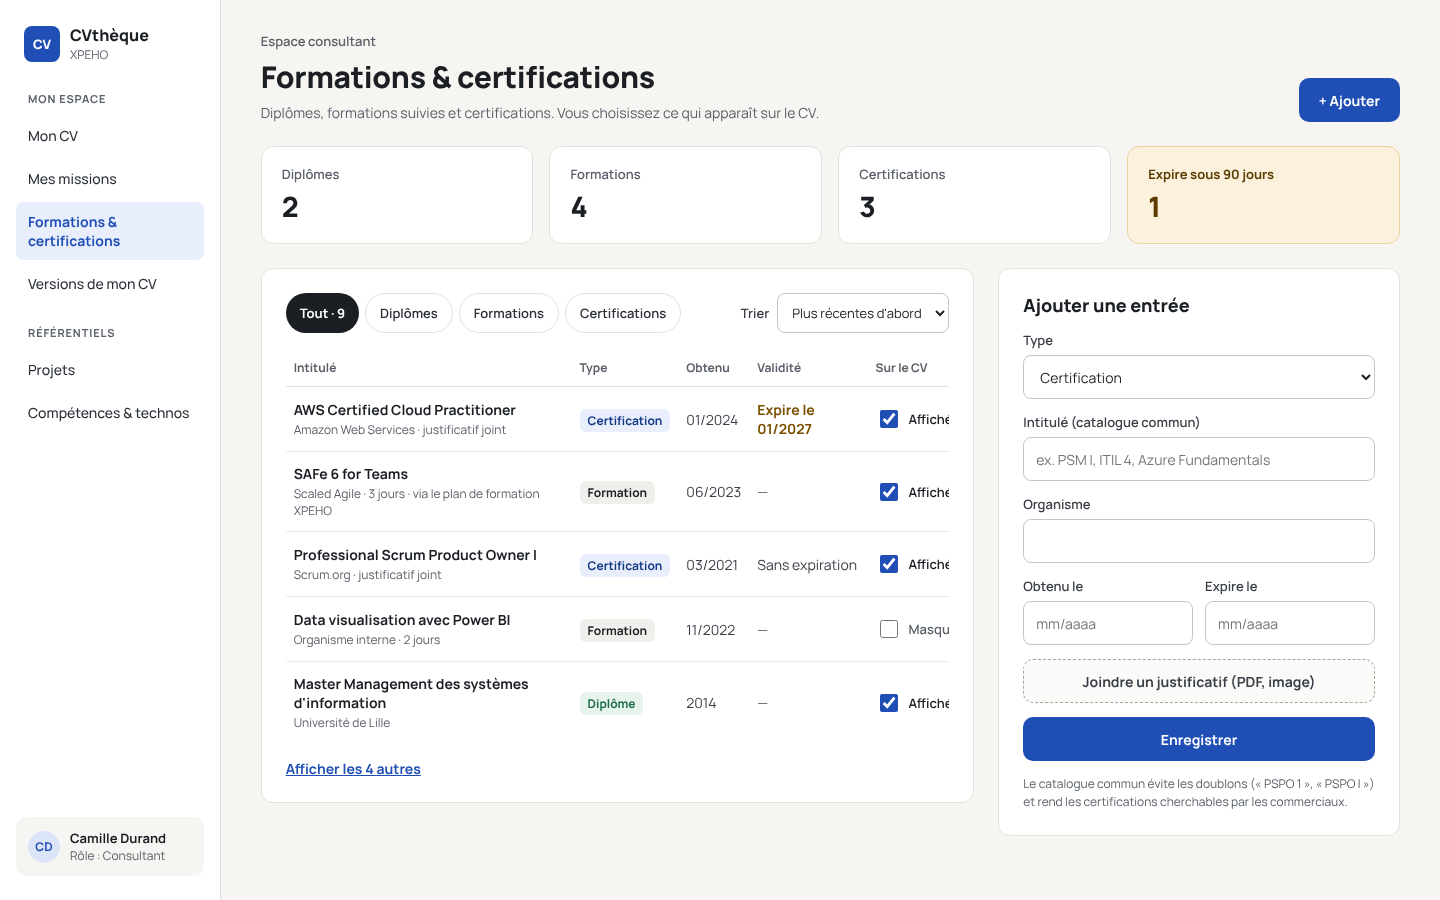 CV
CVthèque
XPEHO
MON ESPACE
Mon CV
Mes missions
Formations &
certifications
Versions de mon CV
RÉFÉRENTIELS
Projets
Compétences & technos
CD
Camille Durand
Rôle : Consultant
Espace consultant
Formations & certifications
Diplômes, formations suivies et certifications. Vous choisissez ce qui apparaît sur le CV.
+ Ajouter
Diplômes
2
Formations
4
Certifications
3
Expire sous 90 jours
1
Tout · 9
Diplômes
Formations
Certifications
Trier
Plus récentes d'abord
Intitulé Type Obtenu Validité Sur le CV
AWS Certified Cloud Practitioner
Amazon Web Services · justificatif joint
Certification
01/2024
Expire le
01/2027
Affiché
SAFe 6 for Teams
Scaled Agile · 3 jours · via le plan de formation
XPEHO
Formation
06/2023
—
Affiché
Professional Scrum Product Owner I
Scrum.org · justificatif joint
Certification
03/2021
Sans expiration
Affiché
Data visualisation avec Power BI
Organisme interne · 2 jours
Formation
11/2022
—
Masqu
Master Management des systèmes
d'information
Université de Lille
Diplôme
2014
—
Affiché
Afficher les 4 autres
Ajouter une entrée
Type
Certification
Intitulé (catalogue commun)
ex. PSM I, ITIL 4, Azure Fundamentals
Organisme
Obtenu le
Expire le
mm/aaaa
mm/aaaa
Joindre un justificatif (PDF, image)
Enregistrer
Le catalogue commun évite les doublons (« PSPO 1 », « PSPO I »)
et rend les certifications cherchables par les commerciaux.